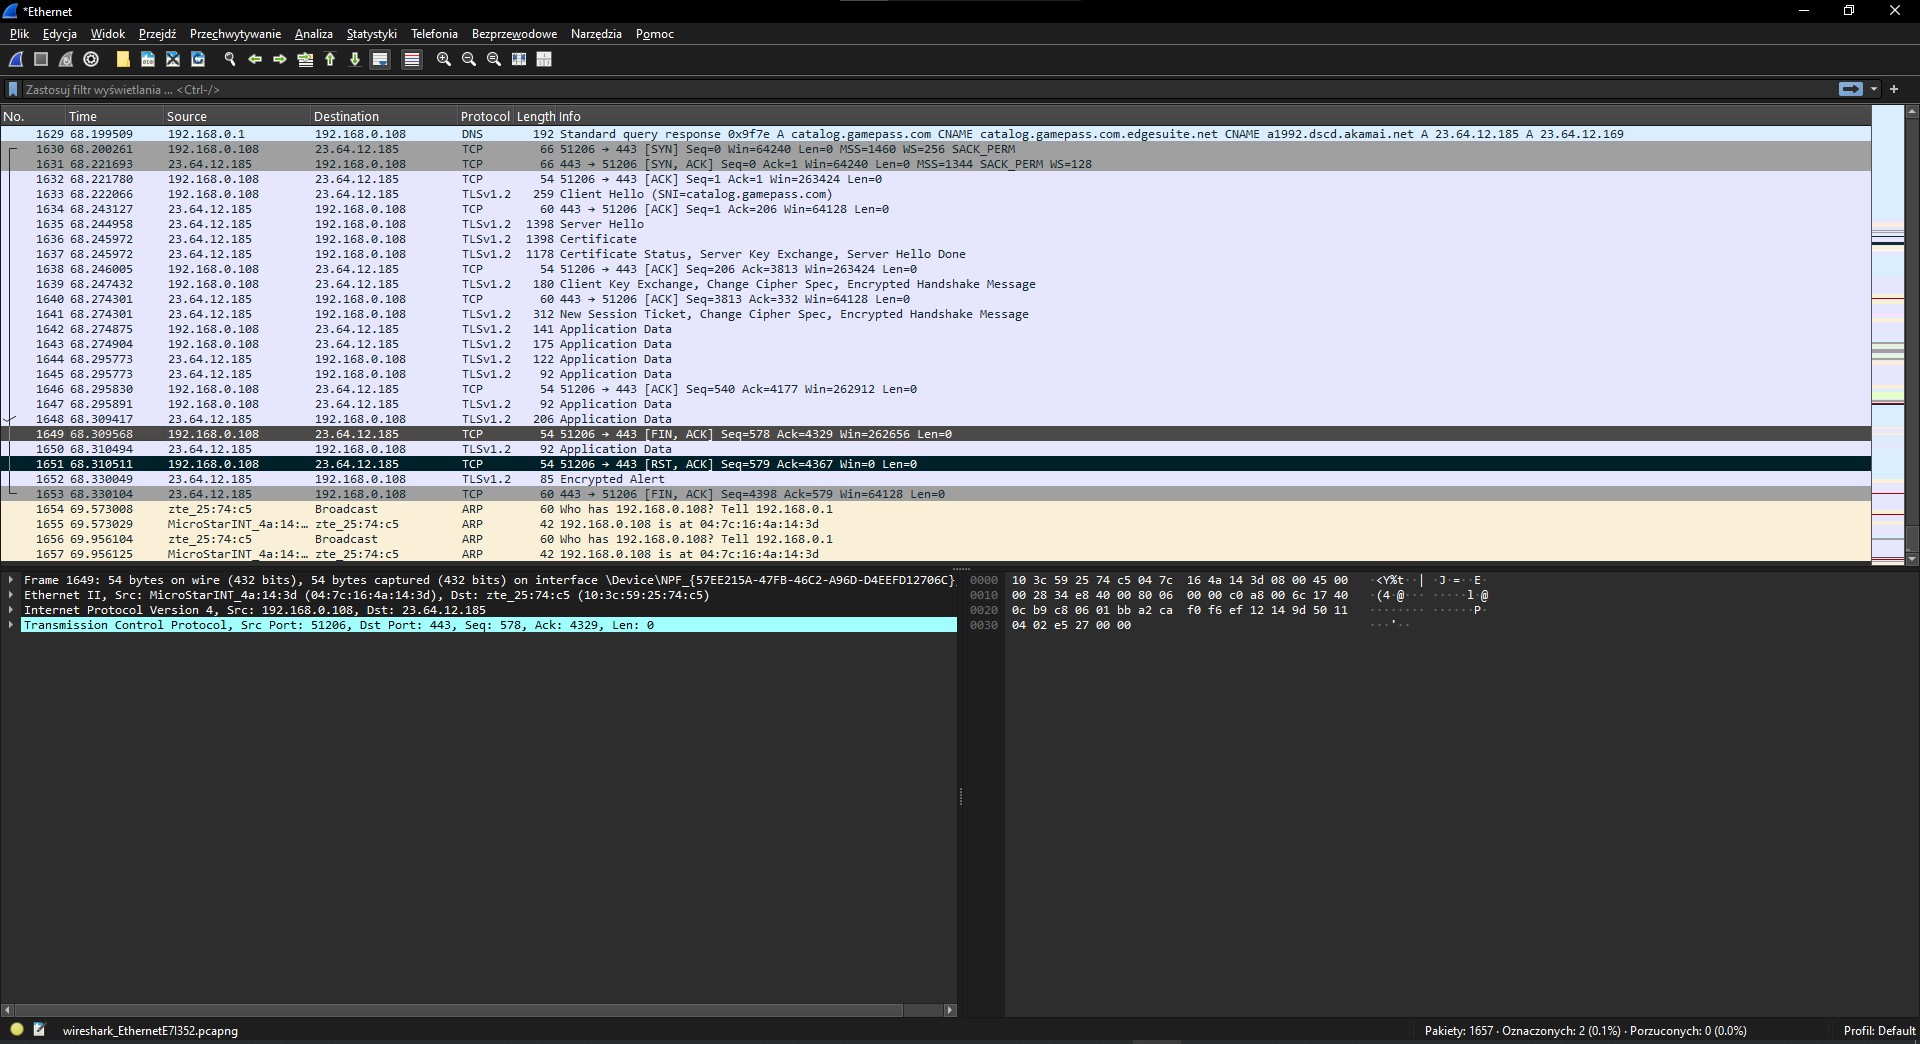 *Ethernet
Plik Edycja Widok Przejdź Przechwytywanie Analiza Statystyki Telefonia Bezprzewodowe Narzędzia Pomoc
Zastosuj filtr wyświetlania ... <Ctrl-/>
No. Time Source Destination Protocol Length Info
1629 68.199509 192.168.0.1 192.168.0.108 DNS 192 Standard query response 0x9f7e A catalog.gamepass.com CNAME catalog.gamepass.com.edgesuite.net CNAME a1992.dscd.akamai.net A 23.64.12.185 A 23.64.12.169
1630 68.200261 192.168.0.108 23.64.12.185 TCP 66 51206 → 443 [SYN] Seq=0 Win=64240 Len=0 MSS=1460 WS=256 SACK_PERM
1631 68.221693 23.64.12.185 192.168.0.108 TCP 66 443 → 51206 [SYN, ACK] Seq=0 Ack=1 Win=64240 Len=0 MSS=1344 SACK_PERM WS=128
1632 68.221780 192.168.0.108 23.64.12.185 TCP 54 51206 → 443 [ACK] Seq=1 Ack=1 Win=263424 Len=0
1633 68.222066 192.168.0.108 23.64.12.185 TLSv1.2 259 Client Hello (SNI=catalog.gamepass.com)
1634 68.243127 23.64.12.185 192.168.0.108 TCP 60 443 → 51206 [ACK] Seq=1 Ack=206 Win=64128 Len=0
1635 68.244958 23.64.12.185 192.168.0.108 TLSv1.2 1398 Server Hello
1636 68.245972 23.64.12.185 192.168.0.108 TLSv1.2 1398 Certificate
1637 68.245972 23.64.12.185 192.168.0.108 TLSv1.2 1178 Certificate Status, Server Key Exchange, Server Hello Done
1638 68.246005 192.168.0.108 23.64.12.185 TCP 54 51206 → 443 [ACK] Seq=206 Ack=3813 Win=263424 Len=0
1639 68.247432 192.168.0.108 23.64.12.185 TLSv1.2 180 Client Key Exchange, Change Cipher Spec, Encrypted Handshake Message
1640 68.274301 23.64.12.185 192.168.0.108 TCP 60 443 → 51206 [ACK] Seq=3813 Ack=332 Win=64128 Len=0
1641 68.274301 23.64.12.185 192.168.0.108 TLSv1.2 312 New Session Ticket, Change Cipher Spec, Encrypted Handshake Message
1642 68.274875 192.168.0.108 23.64.12.185 TLSv1.2 141 Application Data
1643 68.274904 192.168.0.108 23.64.12.185 TLSv1.2 175 Application Data
1644 68.295773 23.64.12.185 192.168.0.108 TLSv1.2 122 Application Data
1645 68.295773 23.64.12.185 192.168.0.108 TLSv1.2 92 Application Data
1646 68.295830 192.168.0.108 23.64.12.185 TCP 54 51206 → 443 [ACK] Seq=540 Ack=4177 Win=262912 Len=0
1647 68.295891 192.168.0.108 23.64.12.185 TLSv1.2 92 Application Data
1648 68.309417 23.64.12.185 192.168.0.108 TLSv1.2 206 Application Data
1649 68.309568 192.168.0.108 23.64.12.185 TCP 54 51206 → 443 [FIN, ACK] Seq=578 Ack=4329 Win=262656 Len=0
1650 68.310494 23.64.12.185 192.168.0.108 TLSv1.2 92 Application Data
1651 68.310511 192.168.0.108 23.64.12.185 TCP 54 51206 → 443 [RST, ACK] Seq=579 Ack=4367 Win=0 Len=0
1652 68.330049 23.64.12.185 192.168.0.108 TLSv1.2 85 Encrypted Alert
1653 68.330104 23.64.12.185 192.168.0.108 TCP 60 443 → 51206 [FIN, ACK] Seq=4398 Ack=579 Win=64128 Len=0
1654 69.573008 zte_25:74:c5 Broadcast ARP 60 Who has 192.168.0.108? Tell 192.168.0.1
1655 69.573029 MicroStarINT_4a:14:… zte_25:74:c5 ARP 42 192.168.0.108 is at 04:7c:16:4a:14:3d
1656 69.956104 zte_25:74:c5 Broadcast ARP 60 Who has 192.168.0.108? Tell 192.168.0.1
1657 69.956125 MicroStarINT_4a:14:… zte_25:74:c5 ARP 42 192.168.0.108 is at 04:7c:16:4a:14:3d
Frame 1649: 54 bytes on wire (432 bits), 54 bytes captured (432 bits) on interface \Device\NPF_{57EE215A-47FB-46C2-A96D-D4EEFD12706C}
Ethernet II, Src: MicroStarINT_4a:14:3d (04:7c:16:4a:14:3d), Dst: zte_25:74:c5 (10:3c:59:25:74:c5)
Internet Protocol Version 4, Src: 192.168.0.108, Dst: 23.64.12.185
Transmission Control Protocol, Src Port: 51206, Dst Port: 443, Seq: 578, Ack: 4329, Len: 0
0000 10 3c 59 25 74 c5 04 7c 16 4a 14 3d 08 00 45 00 ·<Y%t··| ·J·=··E·
0010 00 28 34 e8 40 00 80 06 00 00 c0 a8 00 6c 17 40 ·(4·@··· ·····l·@
0020 0c b9 c8 06 01 bb a2 ca f0 f6 ef 12 14 9d 50 11 ········ ······P·
0030 04 02 e5 27 00 00 ···'··
wireshark_EthernetE7I352.pcapng
Pakiety: 1657 · Oznaczonych: 2 (0.1%) · Porzuconych: 0 (0.0%)
Profil: Default